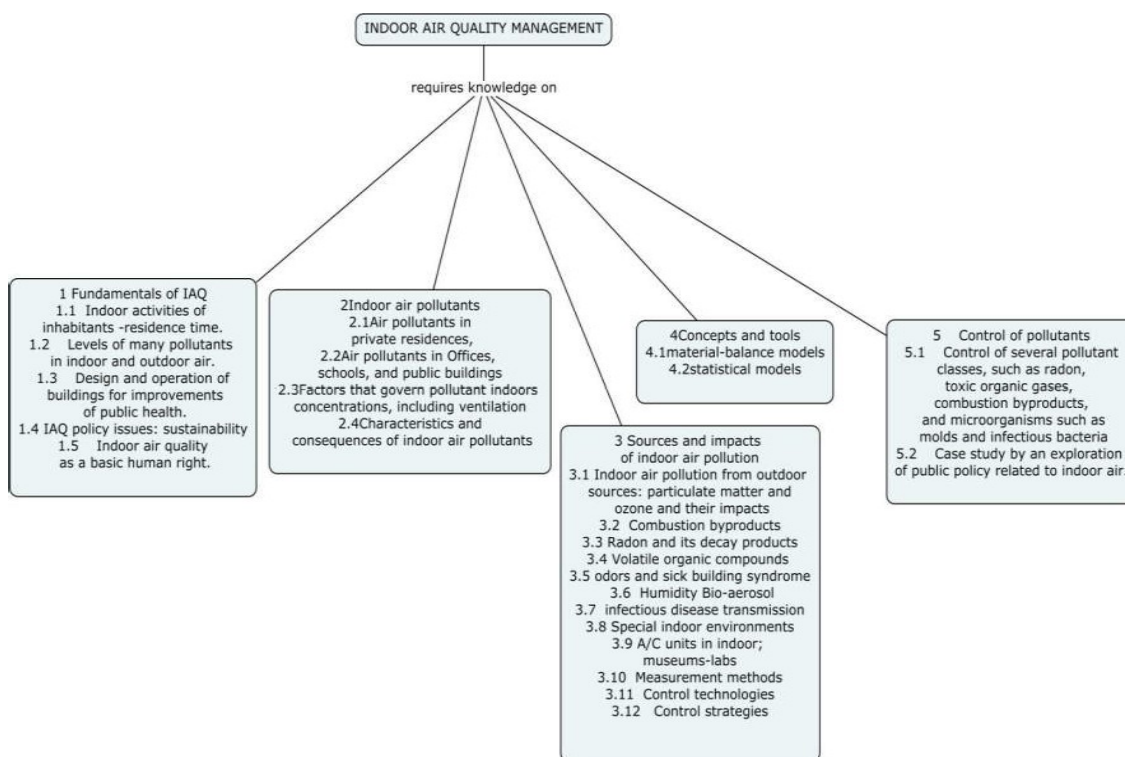 INDOOR AIR QUALITY MANAGEMENT
requires knowledge on
1 Fundamentals of IAQ
1.1 Indoor activities of
inhabitants -residence time.
1.2 Levels of many pollutants
in indoor and outdoor air.
1.3 Design and operation of
buildings for improvements
of public health.
1.4 IAQ policy issues: sustainability
1.5 Indoor air quality
as a basic human right.
2Indoor air pollutants
2.1Air pollutants in
private residences,
2.2Air pollutants in Offices,
schools, and public buildings
2.3Factors that govern pollutant indoors
concentrations, including ventilation
2.4Characteristics and
consequences of indoor air pollutants
3 Sources and impacts
of indoor air pollution
3.1 Indoor air pollution from outdoor
sources: particulate matter and
ozone and their impacts
3.2 Combustion byproducts
3.3 Radon and its decay products
3.4 Volatile organic compounds
3.5 odors and sick building syndrome
3.6 Humidity Bio-aerosol
3.7 infectious disease transmission
3.8 Special indoor environments
3.9 A/C units in indoor;
museums-labs
3.10 Measurement methods
3.11 Control technologies
3.12 Control strategies
4Concepts and tools
4.1material-balance models
4.2statistical models
5 Control of pollutants
5.1 Control of several pollutant
classes, such as radon,
toxic organic gases,
combustion byproducts,
and microorganisms such as
molds and infectious bacteria
5.2 Case study by an exploration
of public policy related to indoor air.